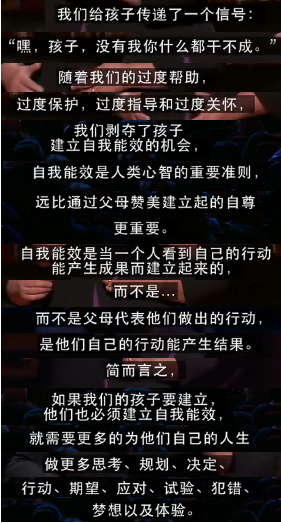 我们给孩子传递了一个信号：
“嘿，孩子，没有我你什么都干不成。”
随着我们的过度帮助，
过度保护，过度指导和过度关怀，
我们剥夺了孩子
建立自我能效的机会，
自我能效是人类心智的重要准则，
远比通过父母赞美建立起的自尊
更重要。
自我能效是当一个人看到自己的行动
能产生成果而建立起来的，
而不是...
而不是父母代表他们做出的行动，
是他们自己的行动能产生结果。
简而言之，
如果我们的孩子要建立，
他们也必须建立自我能效，
就需要更多的为他们自己的人生
做更多思考、规划、决定、
行动、期望、应对、试验、犯错、
梦想以及体验。